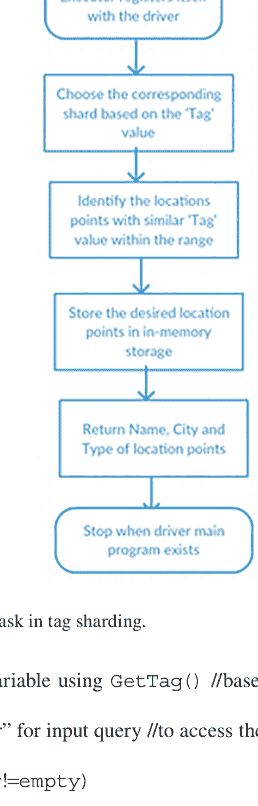 with the driver
Choose the corresponding
shard based on the 'Tag'
value
Identify the locations
points with similar 'Tag'
value within the range
Store the desired location
points in in-memory
storage
Return Name, City and
Type of location points
Stop when driver main
program exists
ask in tag sharding.
ariable using GetTag() //base
” for input query //to access the
!=empty)